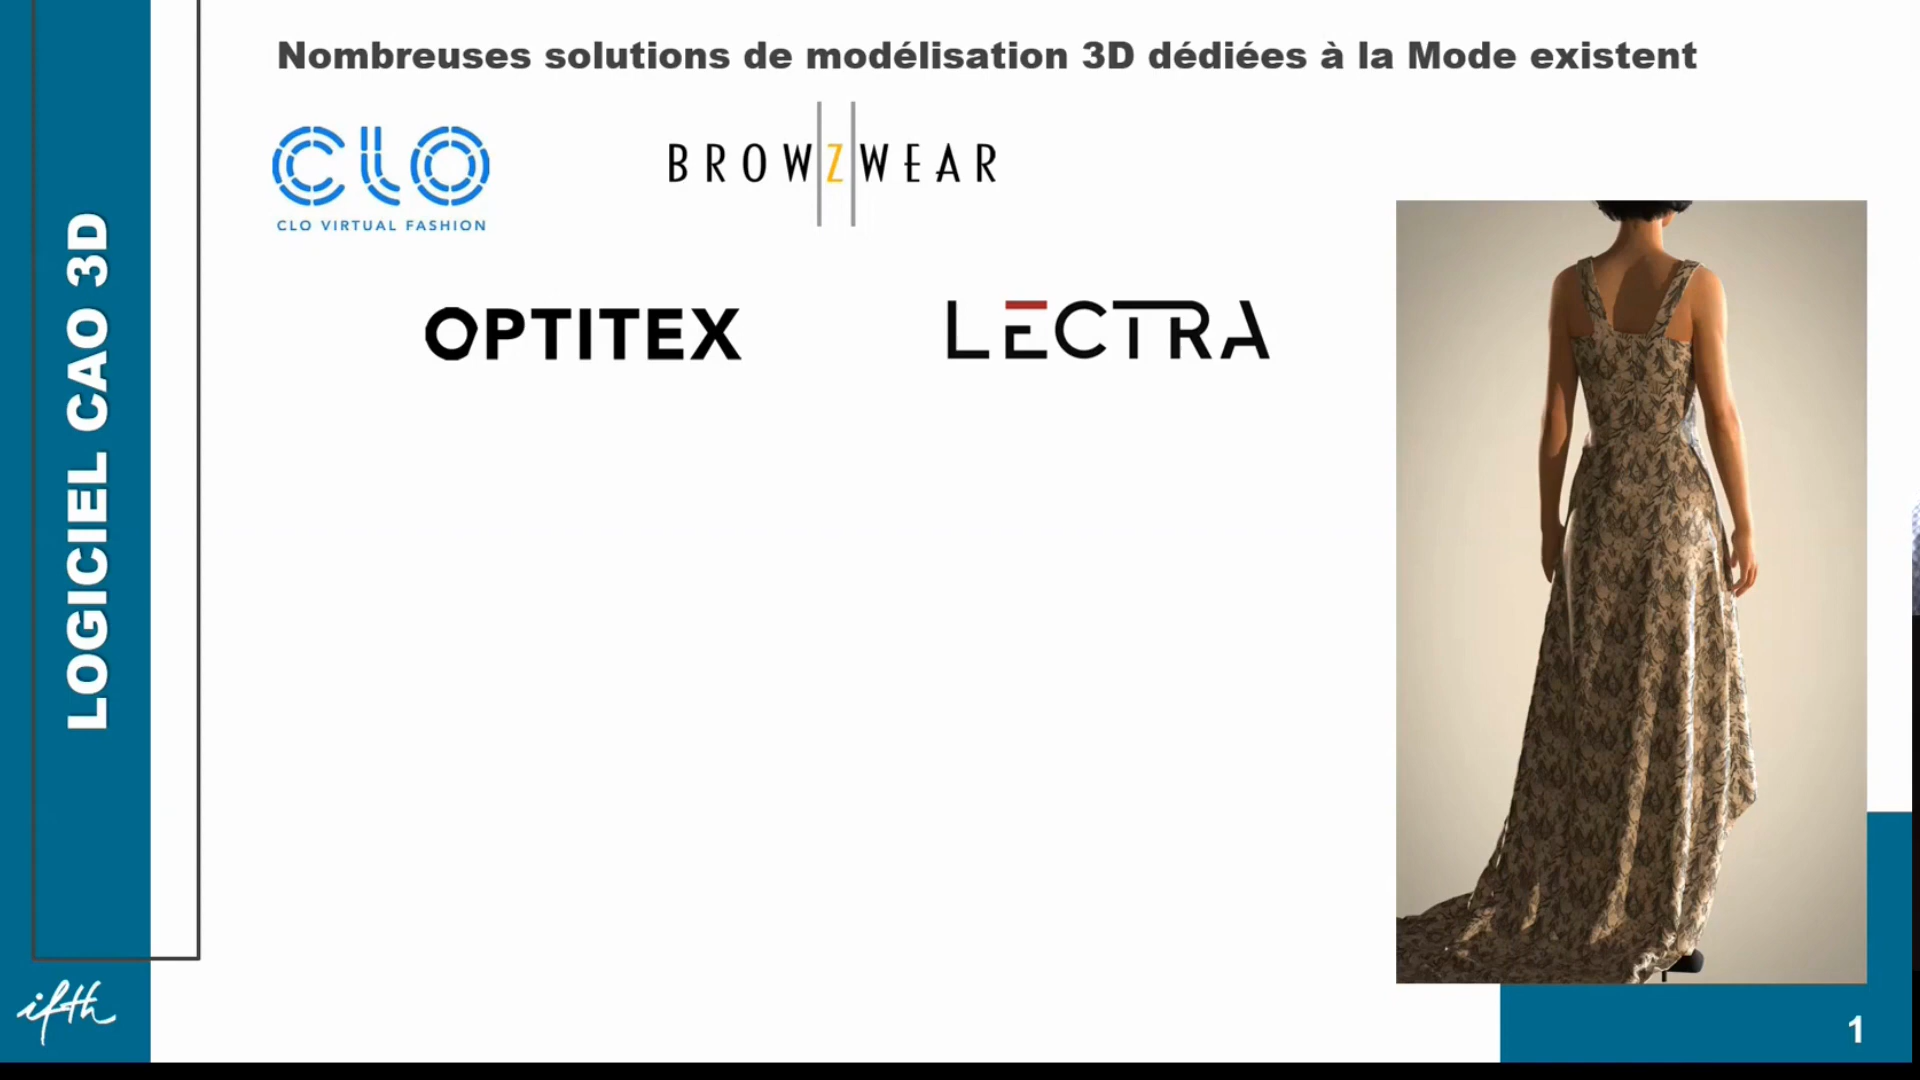 Nombreuses solutions de modélisation 3D dédiées à la Mode existent
CLO
CLO VIRTUAL FASHION
BROWZWEAR
OPTITEX
LECTRA
LOGICIEL CAO 3D
ifth
1